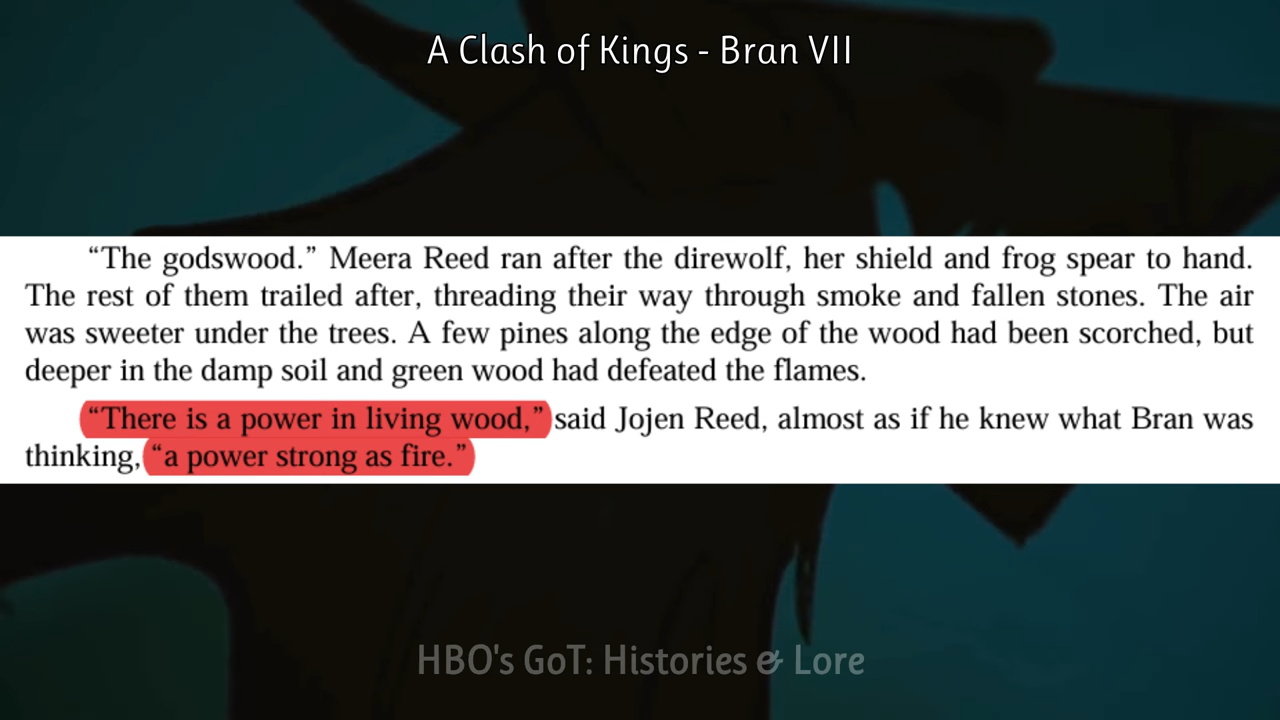 A Clash of Kings - Bran VII
“The godswood.” Meera Reed ran after the direwolf, her shield and frog spear to hand.
The rest of them trailed after, threading their way through smoke and fallen stones. The air
was sweeter under the trees. A few pines along the edge of the wood had been scorched, but
deeper in the damp soil and green wood had defeated the flames.
“There is a power in living wood,” said Jojen Reed, almost as if he knew what Bran was
thinking, “a power strong as fire.”
HBO's GoT: Histories & Lore